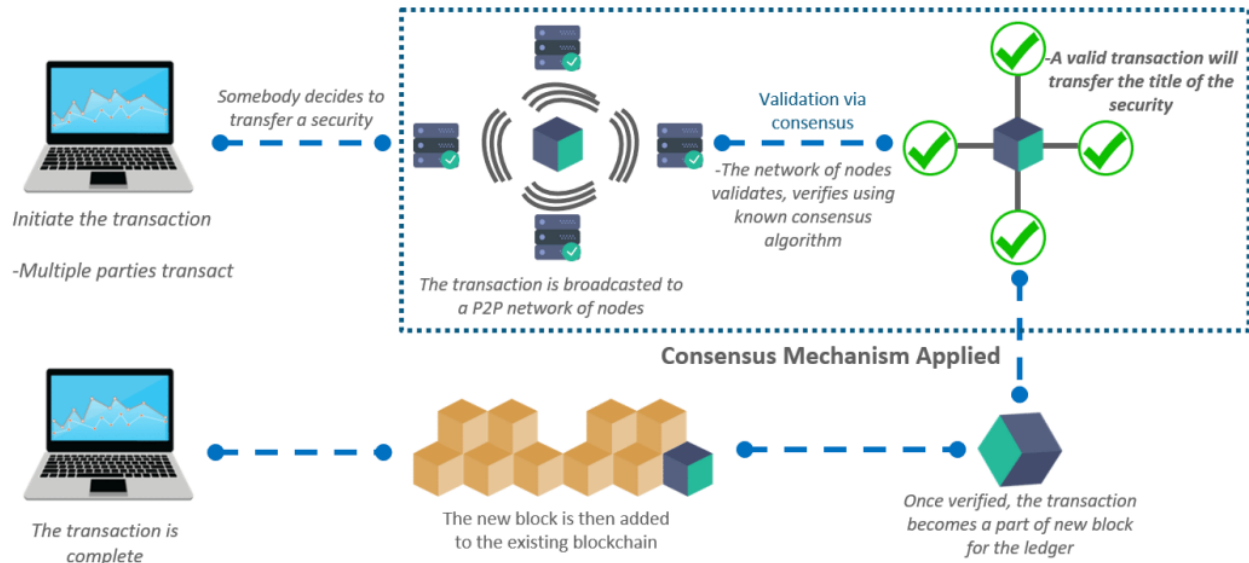 Somebody decides to
transfer a security
Initiate the transaction
-Multiple parties transact
The transaction is broadcasted to
a P2P network of nodes
Validation via
consensus
-The network of nodes
validates, verifies using
known consensus
algorithm
-A valid transaction will
transfer the title of the
security
Consensus Mechanism Applied
Once verified, the transaction
becomes a part of new block
for the ledger
The new block is then added
to the existing blockchain
The transaction is
complete